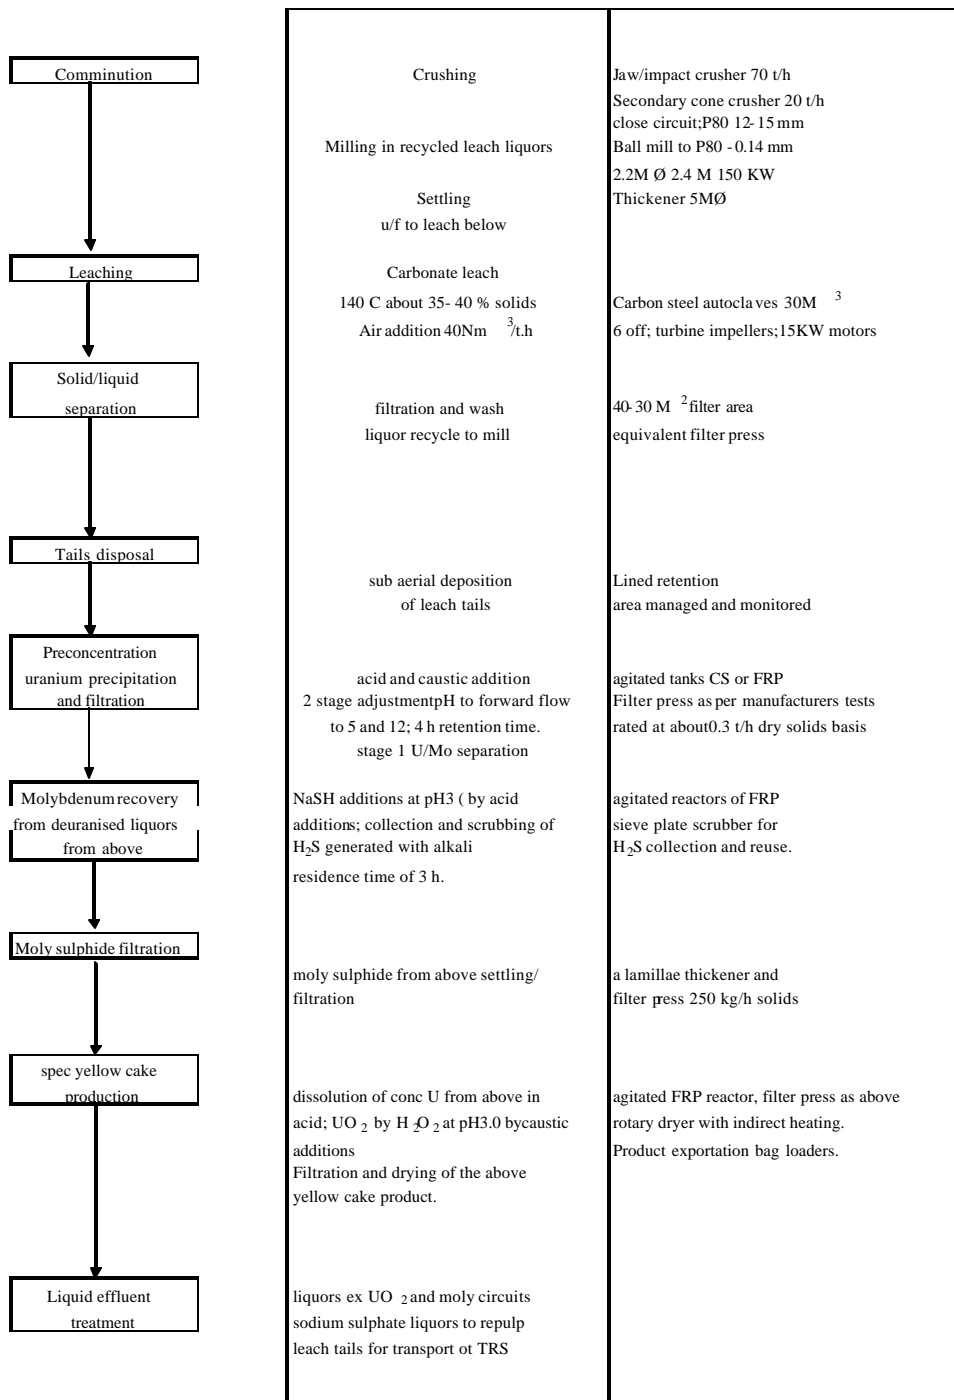 Comminution
Crushing
Jaw/impact crusher 70 t/h
Secondary cone crusher 20 t/h
close circuit;P80 12-15 mm
Milling in recycled leach liquors
Ball mill to P80 -0.14 mm
2.2M Ø 2.4 M 150 KW
Settling
Thickener 5MØ
u/f to leach below
Leaching
Carbonate leach
140 C about 35- 40 % solids
Carbon steel autoclaves 30M 3
Air addition 40Nm 3/t.h
6 off; turbine impellers;15KW motors
Solid/liquid
separation
filtration and wash
40-30 M 2 filter area
liquor recycle to mill
equivalent filter press
Tails disposal
sub aerial deposition
Lined retention
of leach tails
area managed and monitored
Preconcentration
uranium precipitation
and filtration
acid and caustic addition
agitated tanks CS or FRP
2 stage adjustmentpH to forward flow
Filter press as per manufacturers tests
to 5 and 12; 4 h retention time.
rated at about0.3 t/h dry solids basis
stage 1 U/Mo separation
Molybdenum recovery
from deuranised liquors
from above
NaSH additions at pH3 ( by acid
agitated reactors of FRP
additions; collection and scrubbing of
sieve plate scrubber for
H2S generated with alkali
H2S collection and reuse.
residence time of 3 h.
Moly sulphide filtration
moly sulphide from above settling/
a lamillae thickener and
filtration
filter press 250 kg/h solids
spec yellow cake
production
dissolution of conc U from above in
agitated FRP reactor, filter press as above
acid; UO 2 by H 2O 2 at pH3.0 bycaustic
rotary dryer with indirect heating.
additions
Product exportation bag loaders.
Filtration and drying of the above
yellow cake product.
Liquid effluent
treatment
liquors ex UO 2 and moly circuits
sodium sulphate liquors to repulp
leach tails for transport ot TRS